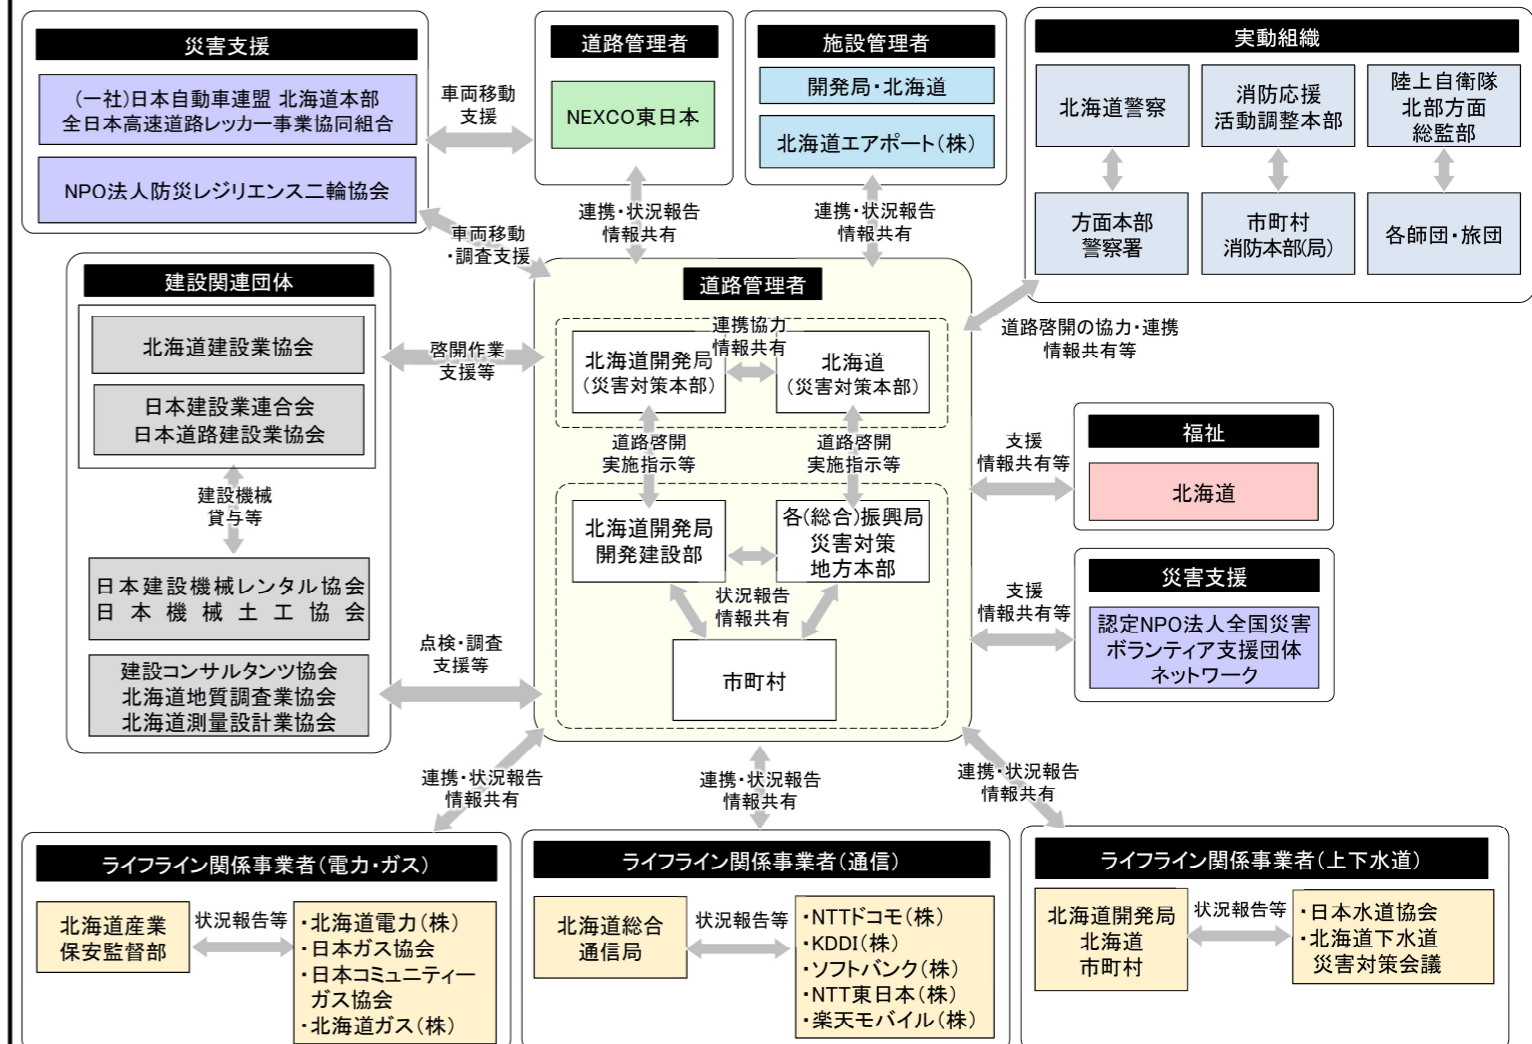 災害支援
(一社)日本自動車連盟 北海道本部
全日本高速道路レッカー事業協同組合
NPO法人防災レジリエンス二輪協会
車両移動
支援
道路管理者
NEXCO東日本
施設管理者
開発局・北海道
北海道エアポート(株)
実動組織
北海道警察
消防応援
活動調整本部
陸上自衛隊
北部方面
総監部
方面本部
警察署
市町村
消防本部(局)
各師団・旅団
連携・状況報告
情報共有
連携・状況報告
情報共有
車両移動
・調査支援
道路啓開の協力・連携
情報共有等
建設関連団体
北海道建設業協会
日本建設業連合会
日本道路建設業協会
建設機械
貸与等
日本建設機械レンタル協会
日本機械土工協会
建設コンサルタンツ協会
北海道地質調査業協会
北海道測量設計業協会
啓開作業
支援等
点検・調査
支援等
道路管理者
連携協力
情報共有
北海道開発局
(災害対策本部)
北海道
(災害対策本部)
道路啓開
実施指示等
道路啓開
実施指示等
北海道開発局
開発建設部
各(総合)振興局
災害対策
地方本部
状況報告
情報共有
市町村
支援
情報共有等
福祉
北海道
支援
情報共有等
災害支援
認定NPO法人全国災害
ボランティア支援団体
ネットワーク
連携・状況報告
情報共有
連携・状況報告
情報共有
連携・状況報告
情報共有
ライフライン関係事業者(電力・ガス)
北海道産業
保安監督部
状況報告等
・北海道電力(株)
・日本ガス協会
・日本コミュニティー
ガス協会
・北海道ガス(株)
ライフライン関係事業者(通信)
北海道総合
通信局
状況報告等
・NTTドコモ(株)
・KDDI(株)
・ソフトバンク(株)
・NTT東日本(株)
・楽天モバイル(株)
ライフライン関係事業者(上下水道)
北海道開発局
北海道
市町村
状況報告等
・日本水道協会
・北海道下水道
災害対策会議